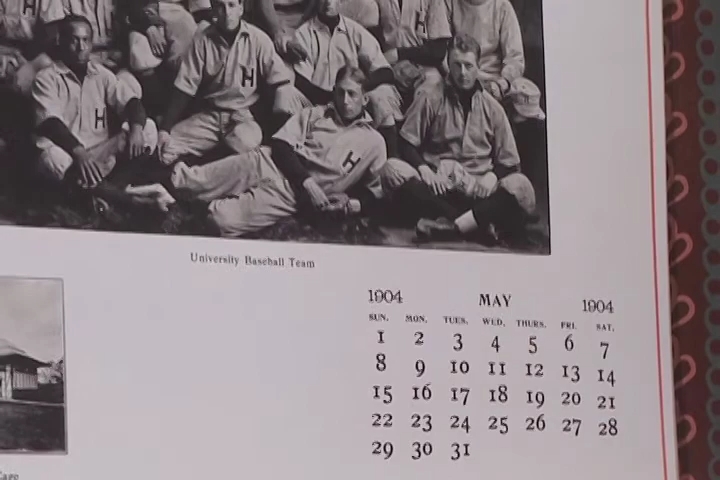 H
H
H
H
University Baseball Team
1904 MAY 1904
SUN. MON. TUES. WED. THURS. FRI. SAT.
1 2 3 4 5 6 7
8 9 10 11 12 13 14
15 16 17 18 19 20 21
22 23 24 25 26 27 28
29 30 31